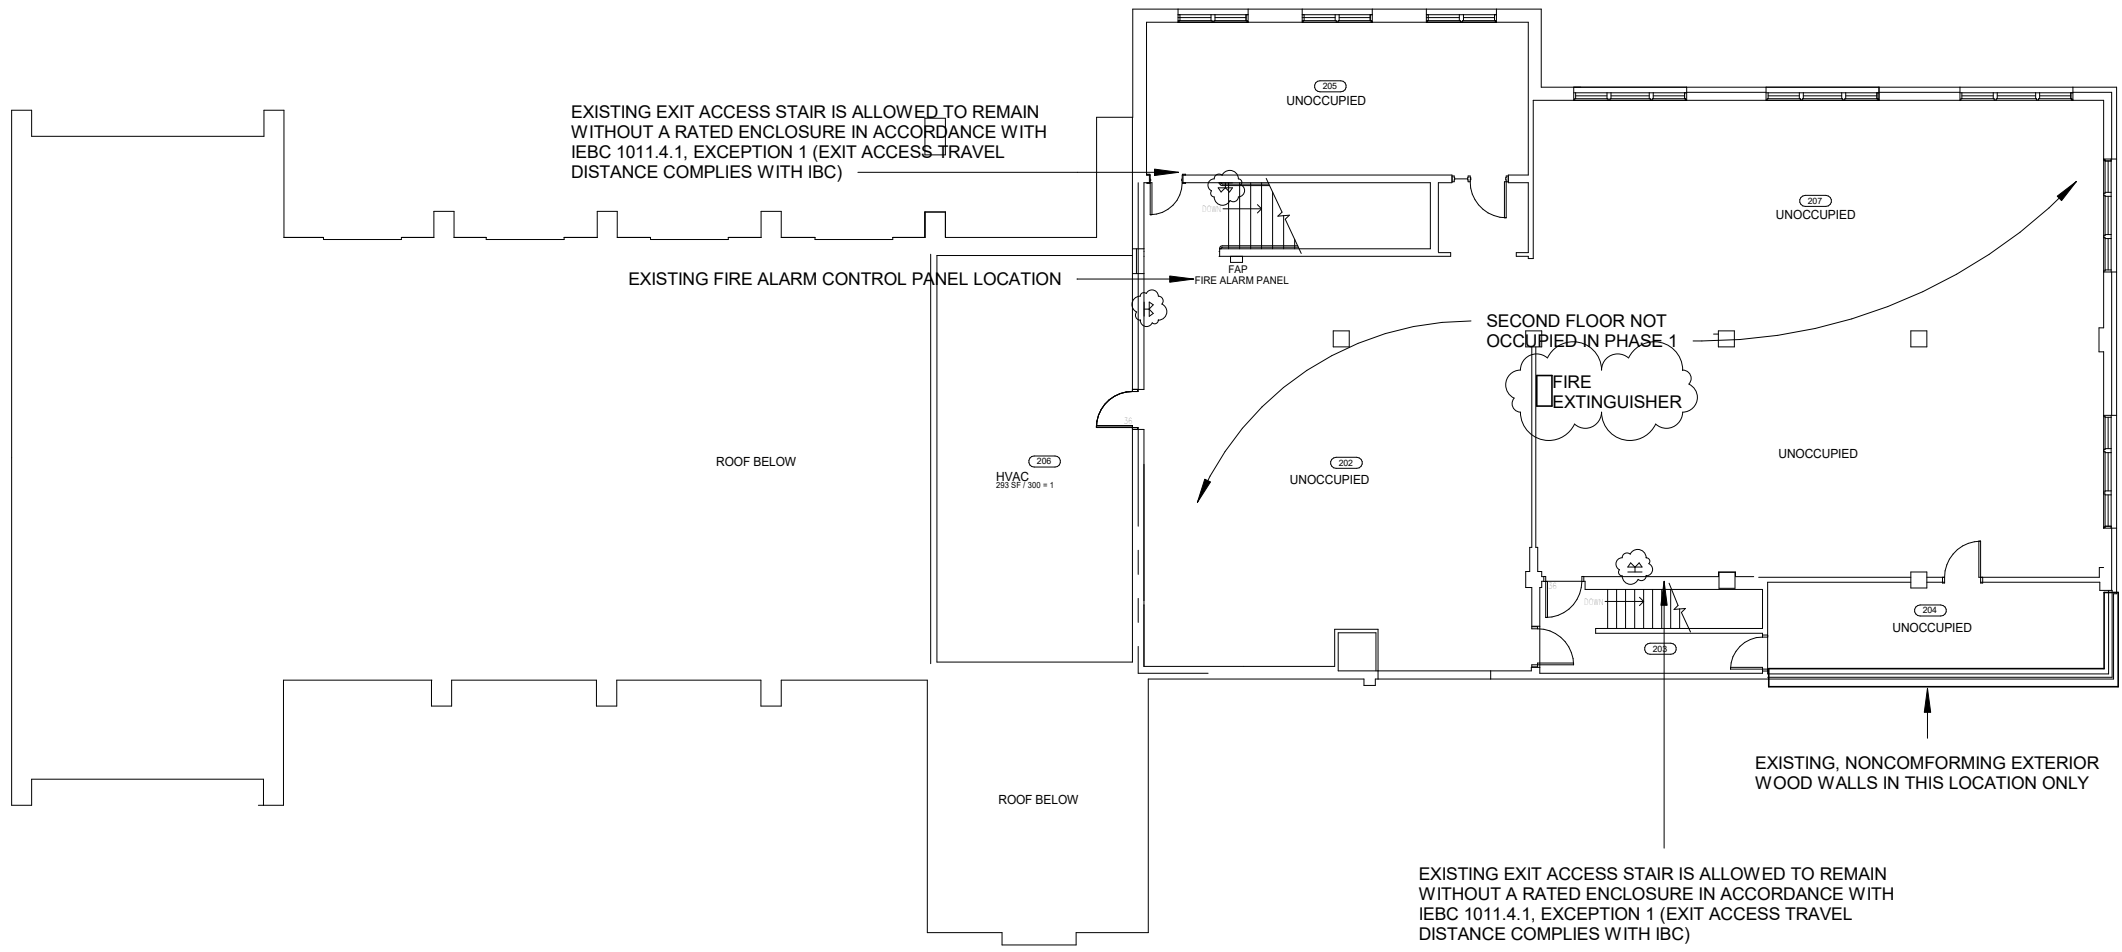 205
UNOCCUPIED
EXISTING EXIT ACCESS STAIR IS ALLOWED TO REMAIN
WITHOUT A RATED ENCLOSURE IN ACCORDANCE WITH
IEBC 1011.4.1, EXCEPTION 1 (EXIT ACCESS TRAVEL
DISTANCE COMPLIES WITH IBC)
207
UNOCCUPIED
DOWN
EXISTING FIRE ALARM CONTROL PANEL LOCATION
FAP
FIRE ALARM PANEL
SECOND FLOOR NOT
OCCUPIED IN PHASE 1
FIRE
EXTINGUISHER
36
ROOF BELOW
206
HVAC
293 SF / 300 = 1
202
UNOCCUPIED
UNOCCUPIED
36
DOWN
204
UNOCCUPIED
203
EXISTING, NONCOMFORMING EXTERIOR
WOOD WALLS IN THIS LOCATION ONLY
ROOF BELOW
EXISTING EXIT ACCESS STAIR IS ALLOWED TO REMAIN
WITHOUT A RATED ENCLOSURE IN ACCORDANCE WITH
IEBC 1011.4.1, EXCEPTION 1 (EXIT ACCESS TRAVEL
DISTANCE COMPLIES WITH IBC)